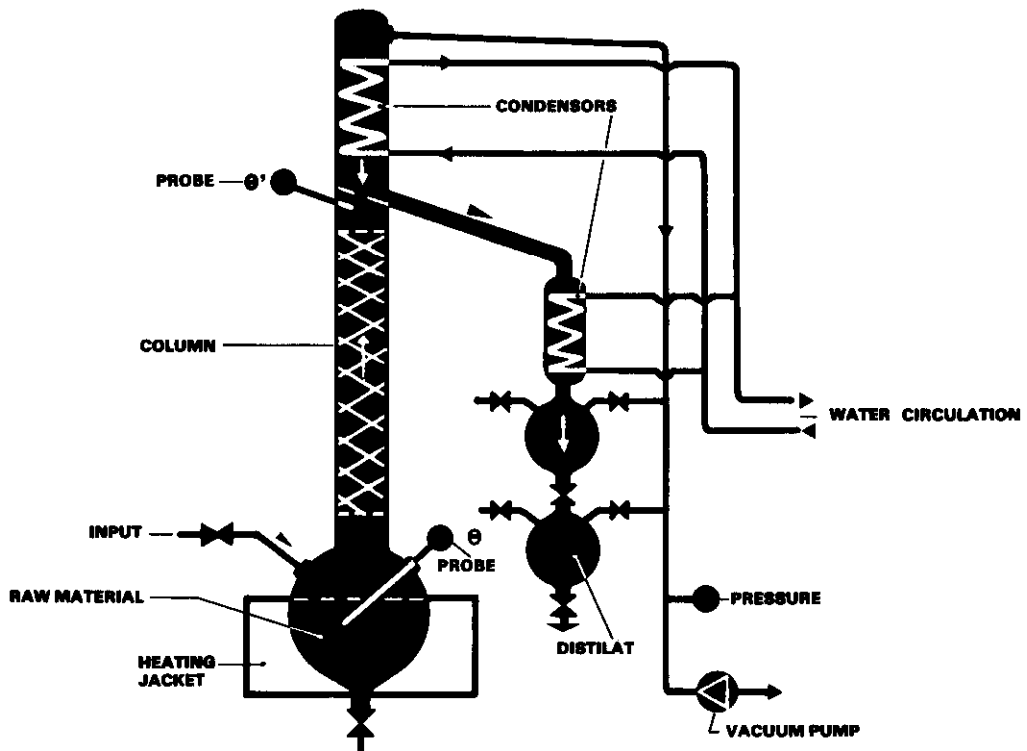 CONDENSORS
PROBE θ'
COLUMN
WATER CIRCULATION
INPUT
θ
PROBE
RAW MATERIAL
PRESSURE
DISTILAT
HEATING
JACKET
VACUUM PUMP